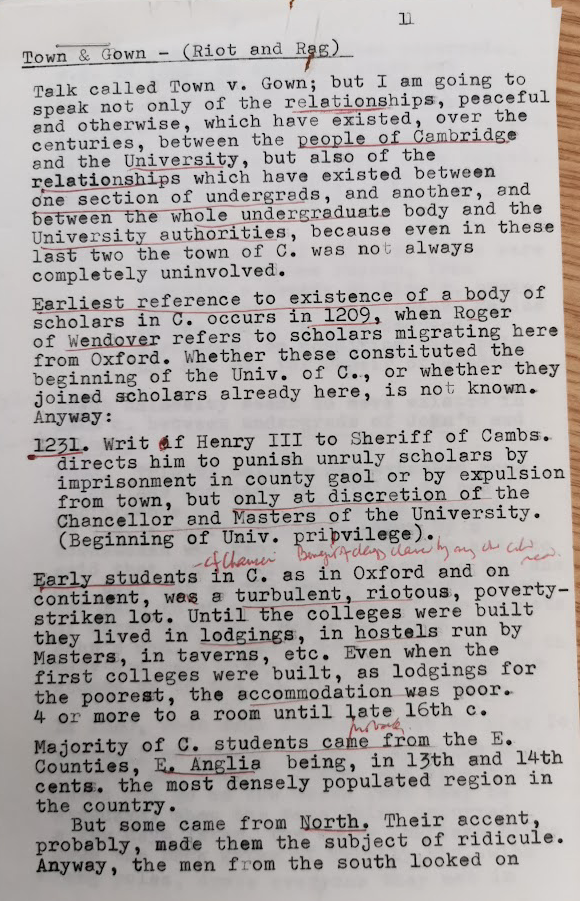 11
Town & Gown - (Riot and Rag)
Talk called Town v. Gown; but I am going to
speak not only of the relationships, peaceful
and otherwise, which have existed, over the
centuries, between the people of Cambridge
and the University, but also of the
relationships which have existed between
one section of undergrads, and another, and
between the whole undergraduate body and the
University authorities, because even in these
last two the town of C. was not always
completely uninvolved.
Earliest reference to existence of a body of
scholars in C. occurs in 1209, when Roger
of Wendover refers to scholars migrating here
from Oxford. Whether these constituted the
beginning of the Univ. of C., or whether they
joined scholars already here, is not known.
Anyway:
1231. Writ of Henry III to Sheriff of Cambs.
directs him to punish unruly scholars by
imprisonment in county gaol or by expulsion
from town, but only at discretion of the
Chancellor and Masters of the University.
(Beginning of Univ. pripvilege).
Early students in C. as in Oxford and on
continent, was a turbulent, riotous, poverty-
striken lot. Until the colleges were built
they lived in lodgings, in hostels run by
Masters, in taverns, etc. Even when the
first colleges were built, as lodgings for
the poorest, the accommodation was poor.
4 or more to a room until late 16th c.
Majority of C. students came from the E.
Counties, E. Anglia being, in 13th and 14th
cents. the most densely populated region in
the country.
But some came from North. Their accent,
probably, made them the subject of ridicule.
Anyway, the men from the south looked on